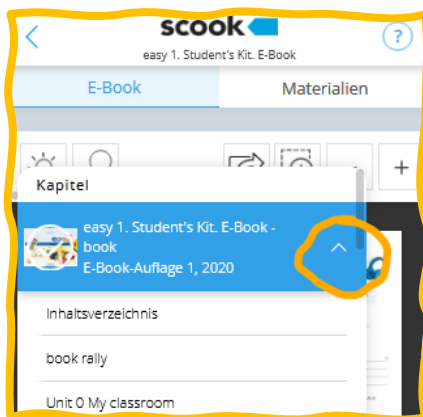 scook
?
easy 1. Student's Kit. E-Book
E-Book Materialien
+
Kapitel
easy 1. Student's Kit. E-Book -
book
E-Book-Auflage 1, 2020
Inhaltsverzeichnis
book rally
Unit 0 My classroom